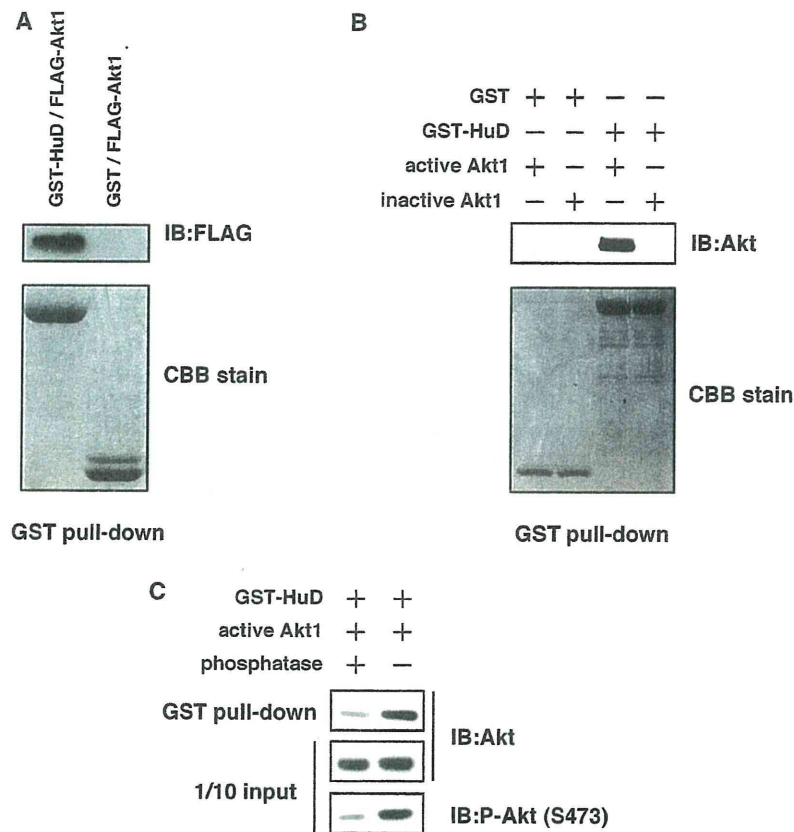 A
GST-HuD / FLAG-Akt1
GST / FLAG-Akt1
IB:FLAG
CBB stain
GST pull-down
B
GST + + − −
GST-HuD − − + +
active Akt1 + − + −
inactive Akt1 − + − +
IB:Akt
CBB stain
GST pull-down
C
GST-HuD + +
active Akt1 + +
phosphatase + −
GST pull-down
IB:Akt
1/10 input
IB:P-Akt (S473)